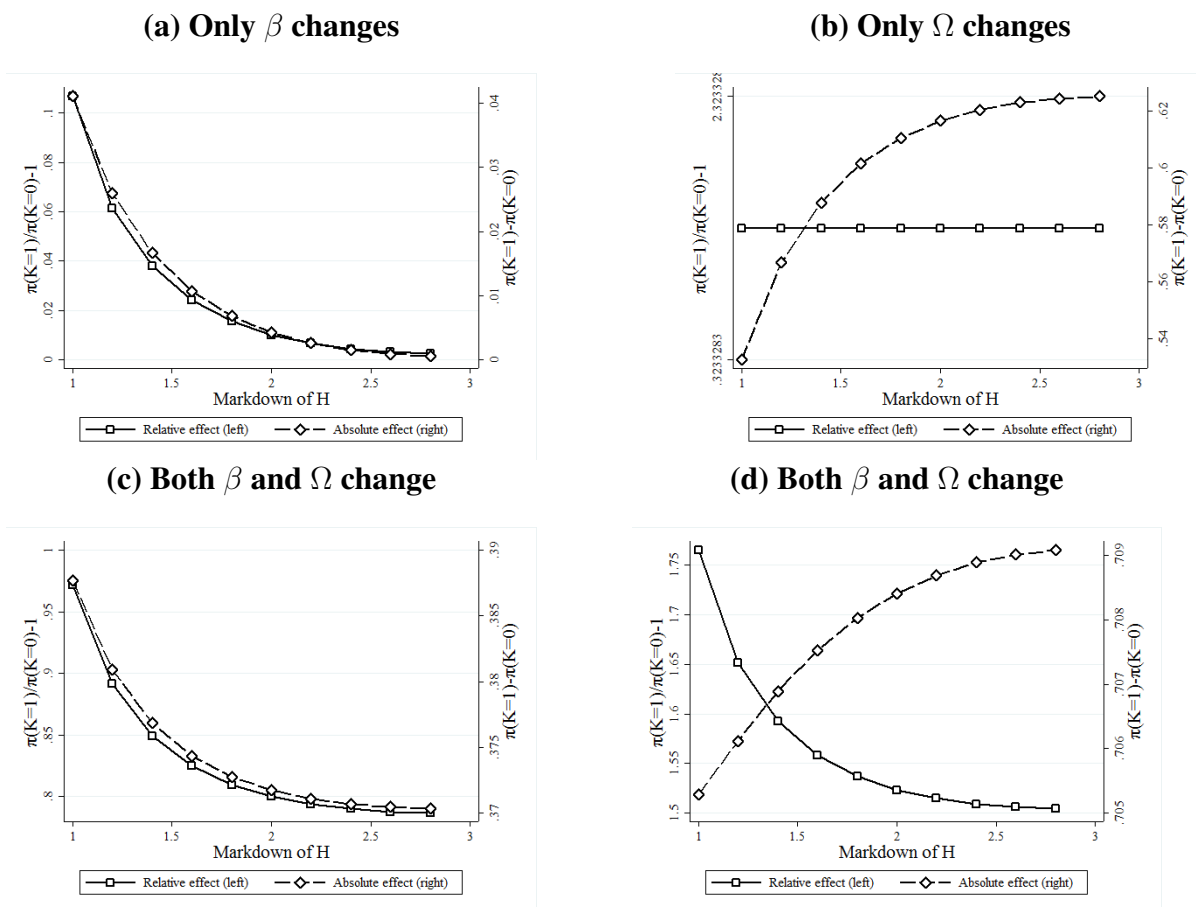 (a) Only β changes
(b) Only Ω changes
π(K=1)/π(K=0)-1
0 .02 .04 .06 .08 .1
0 .01 .02 .03 .04
π(K=1)-π(K=0)
1 1.5 2 2.5 3
Markdown of H
Relative effect (left) Absolute effect (right)
π(K=1)/π(K=0)-1
.3233283 2.323328
.54 .56 .58 .6 .62
π(K=1)-π(K=0)
1 1.5 2 2.5 3
Markdown of H
Relative effect (left) Absolute effect (right)
(c) Both β and Ω change
(d) Both β and Ω change
π(K=1)/π(K=0)-1
.8 .85 .9 .95 1
.37 .375 .38 .385 .39
π(K=1)-π(K=0)
1 1.5 2 2.5 3
Markdown of H
Relative effect (left) Absolute effect (right)
π(K=1)/π(K=0)-1
1.5 1.55 1.6 1.65 1.7 1.75
.705 .706 .707 .708 .709
π(K=1)-π(K=0)
1 1.5 2 2.5 3
Markdown of H
Relative effect (left) Absolute effect (right)